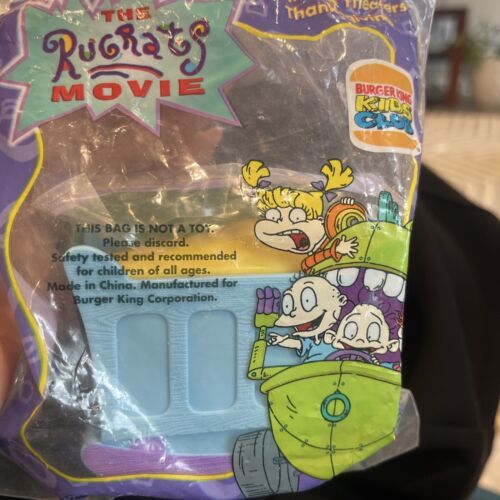 THE
RUGRATS
MOVIE
Thank
BURGER KING
KIDS
CLUB
THIS BAG IS NOT A TOY.
Please discard.
Safety tested and recommended
for children of all ages.
Made in China. Manufactured for
Burger King Corporation.